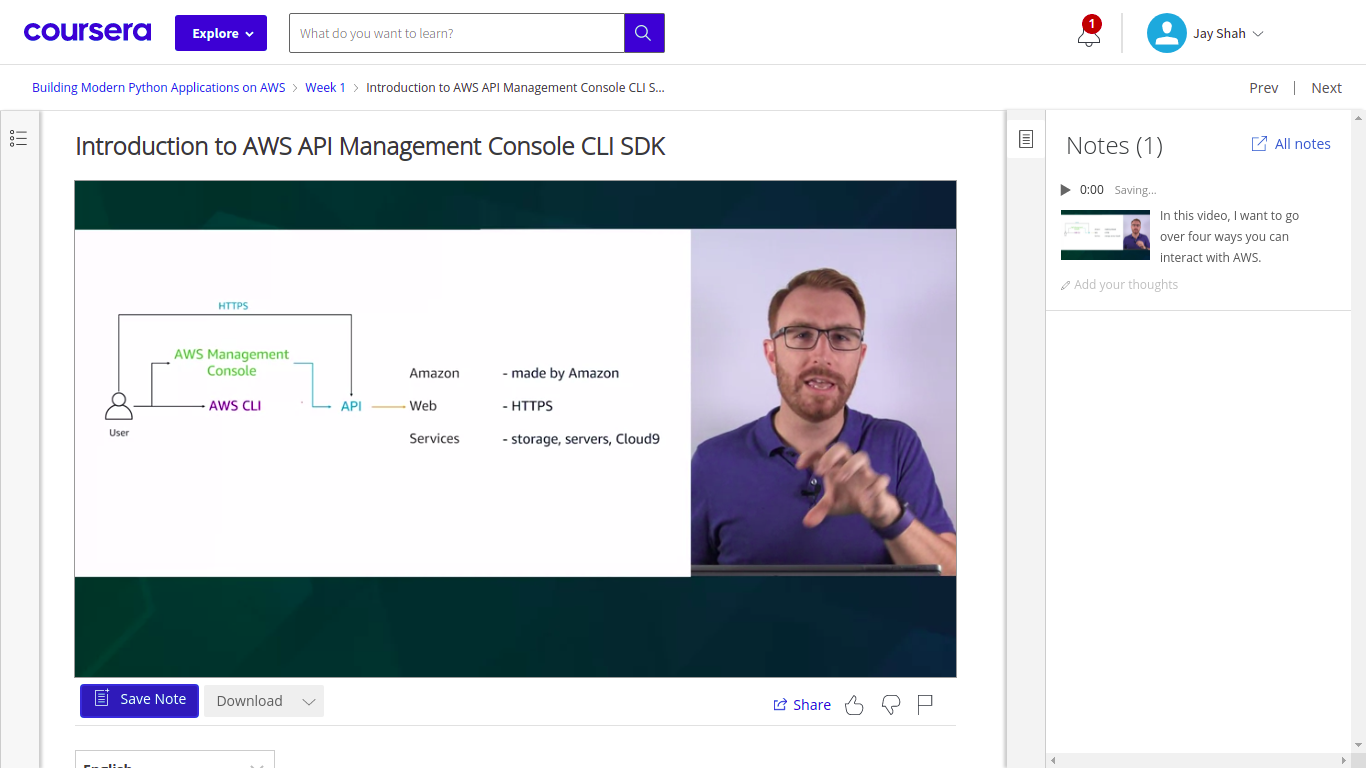 coursera
Explore
What do you want to learn?
1
Jay Shah
Building Modern Python Applications on AWS
Week 1
Introduction to AWS API Management Console CLI S...
Prev
Next
Introduction to AWS API Management Console CLI SDK
HTTPS
AWS Management
Console
AWS CLI
API
User
Amazon - made by Amazon
Web - HTTPS
Services - storage, servers, Cloud9
Save Note
Download
Share
English
Notes (1)
All notes
0:00 Saving...
In this video, I want to go
over four ways you can
interact with AWS.
Add your thoughts